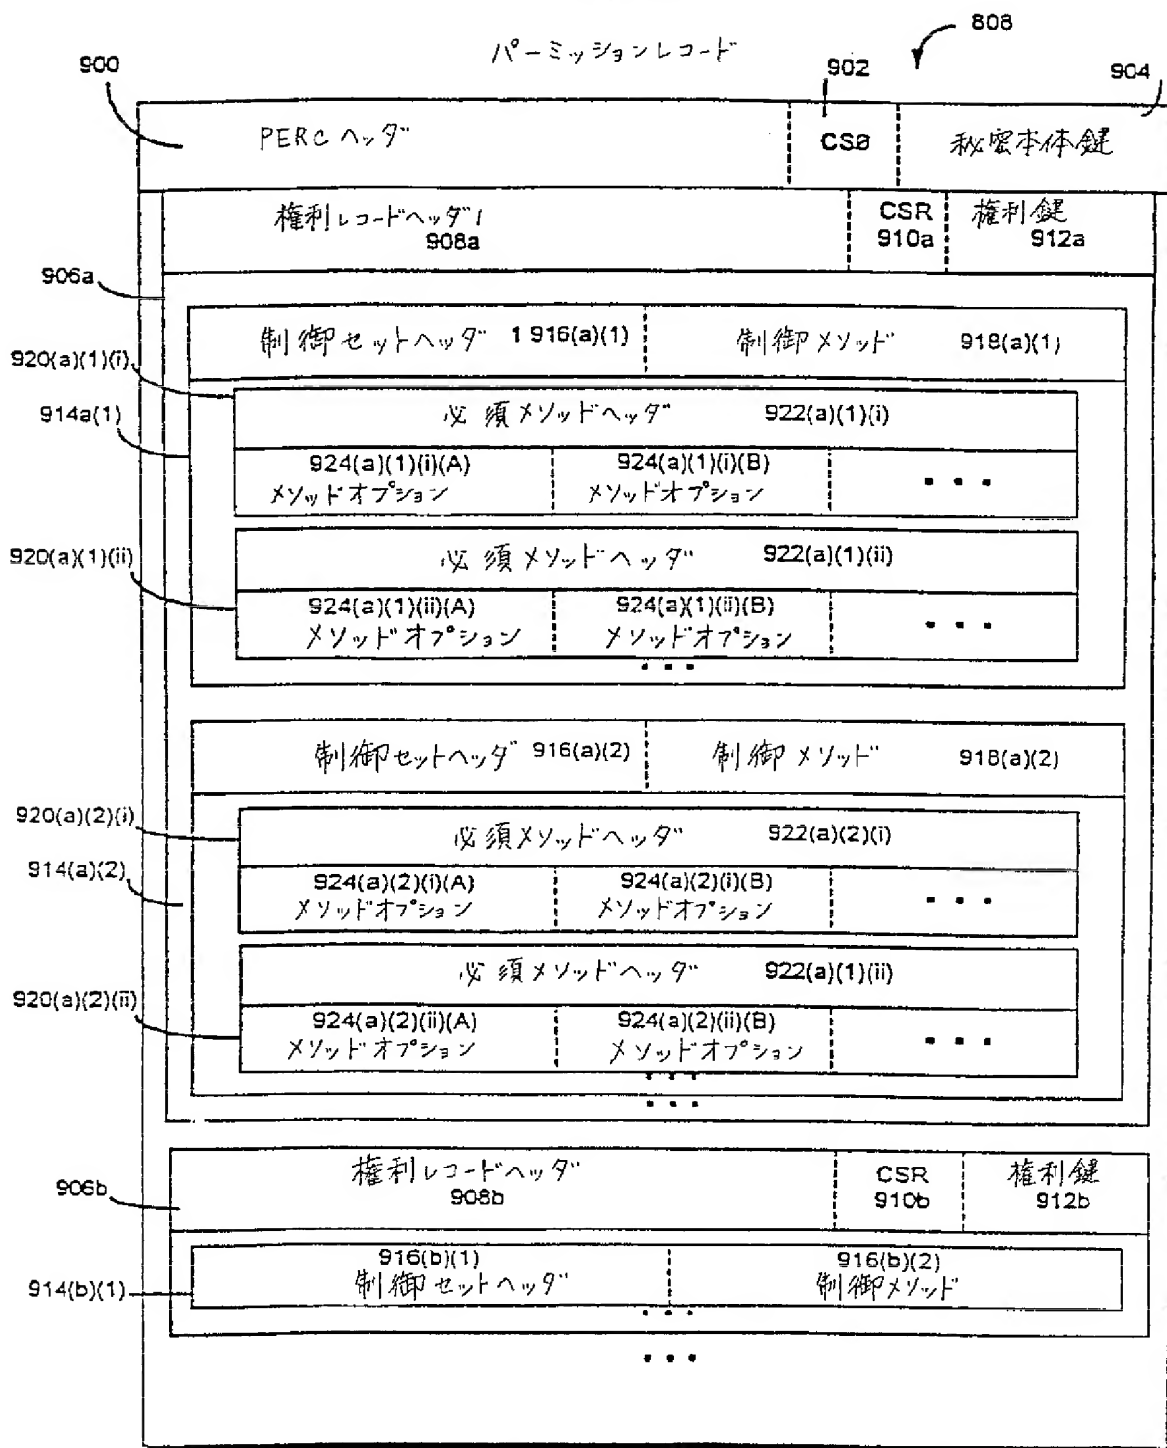 808
パーミッションレコード
900
902
904
PERC ヘッダ
CS0
秘密本体鍵
権利レコードヘッダ1
908a
CSR
910a
権利鍵
912a
906a
制御セットヘッダ 1 916(a)(1)
制御メソッド 918(a)(1)
920(a)(1)(i)
914a(1)
必須メソッドヘッダ 922(a)(1)(i)
924(a)(1)(i)(A)
メソッドオプション
924(a)(1)(i)(B)
メソッドオプション
• • •
920(a)(1)(ii)
必須メソッドヘッダ 922(a)(1)(ii)
924(a)(1)(ii)(A)
メソッドオプション
924(a)(1)(ii)(B)
メソッドオプション
• • •
• • •
制御セットヘッダ 916(a)(2)
制御メソッド 918(a)(2)
920(a)(2)(i)
914(a)(2)
必須メソッドヘッダ 922(a)(2)(i)
924(a)(2)(i)(A)
メソッドオプション
924(a)(2)(i)(B)
メソッドオプション
• • •
920(a)(2)(ii)
必須メソッドヘッダ 922(a)(1)(ii)
924(a)(2)(ii)(A)
メソッドオプション
924(a)(2)(ii)(B)
メソッドオプション
• • •
• • •
• • •
906b
権利レコードヘッダ
908b
CSR
910b
権利鍵
912b
914(b)(1)
916(b)(1)
制御セットヘッダ
916(b)(2)
制御メソッド
• • •
• • •